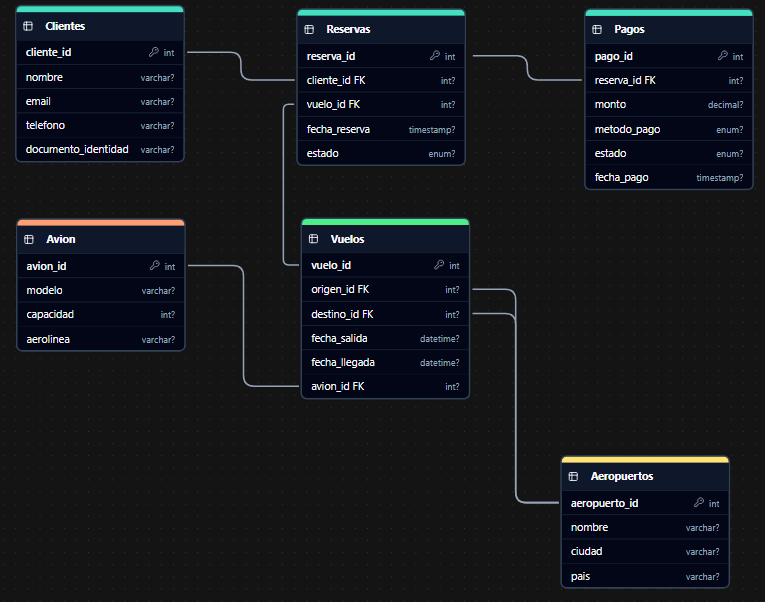 Clientes
cliente_id int
nombre varchar?
email varchar?
telefono varchar?
documento_identidad varchar?
Reservas
reserva_id int
cliente_id FK int?
vuelo_id FK int?
fecha_reserva timestamp?
estado enum?
Pagos
pago_id int
reserva_id FK int?
monto decimal?
metodo_pago enum?
estado enum?
fecha_pago timestamp?
Avion
avion_id int
modelo varchar?
capacidad int?
aerolinea varchar?
Vuelos
vuelo_id int
origen_id FK int?
destino_id FK int?
fecha_salida datetime?
fecha_llegada datetime?
avion_id FK int?
Aeropuertos
aeropuerto_id int
nombre varchar?
ciudad varchar?
pais varchar?